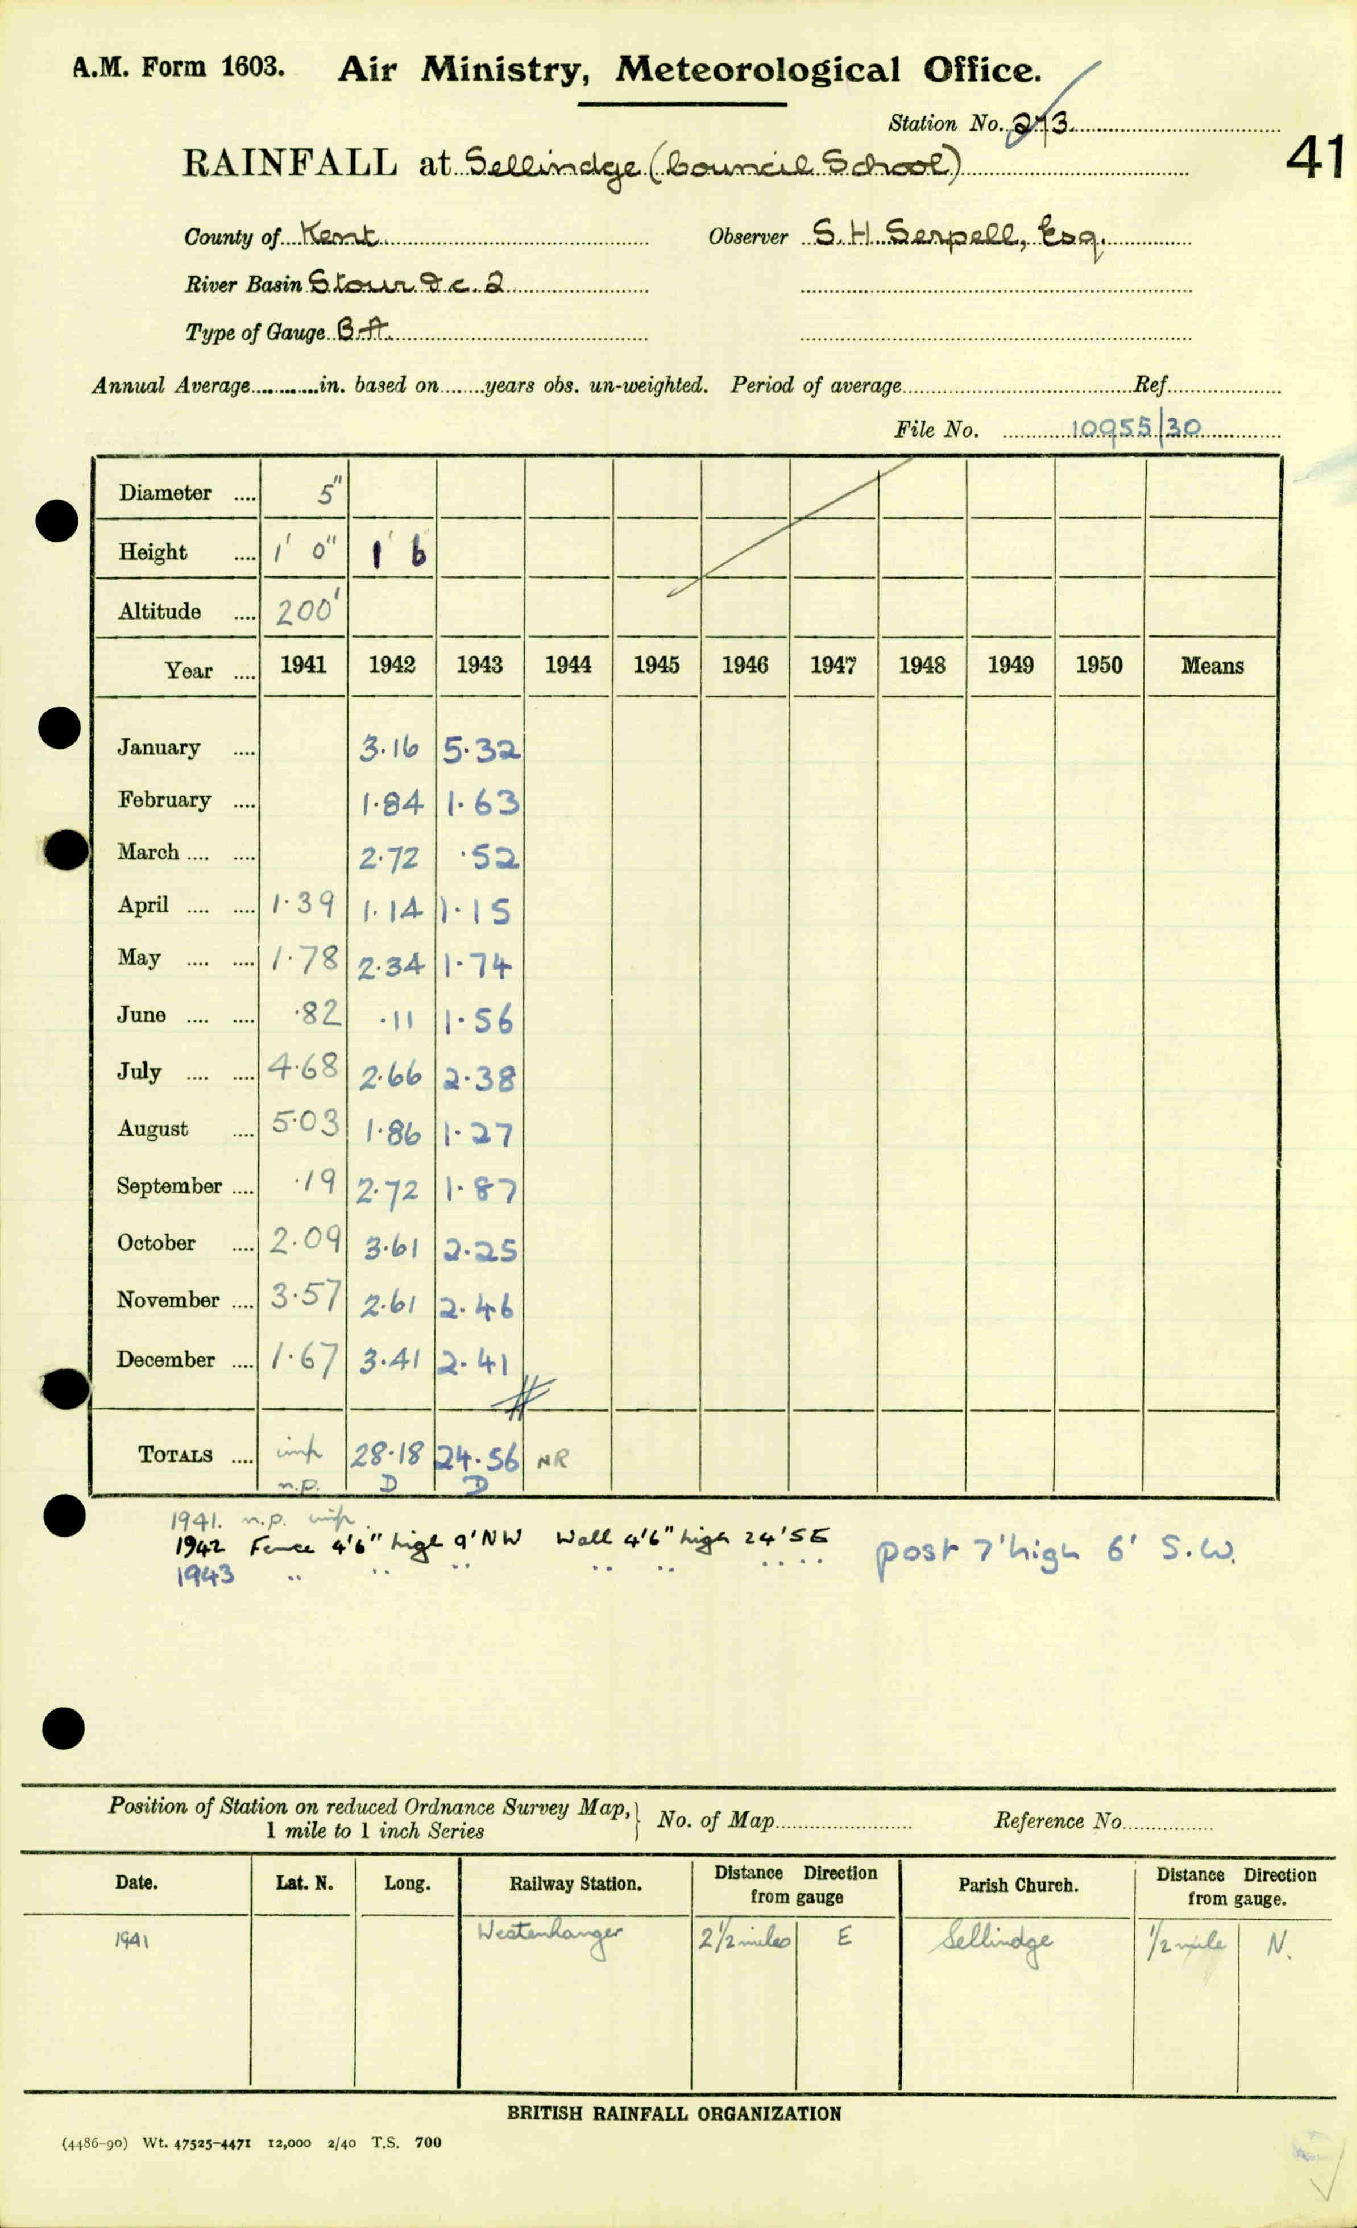 A.M. Form 1603. Air Ministry, Meteorological Office.
Station No. 273
41
RAINFALL at Sellindge (Council School)
County of Kent Observer S. H. Serpell, Esq.
River Basin Stour &c. 2
Type of Gauge B.A.
Annual Average............in. based on.......years obs. un-weighted. Period of average........Ref........
File No. 10955/30
Diameter .... 5"
Height .... 1' 0" 1' 6
Altitude .... 200'
Year .... 1941 1942 1943 1944 1945 1946 1947 1948 1949 1950 Means
January .... 3.16 5.32
February .... 1.84 1.63
March .... .... 2.72 .52
April .... .... 1.39 1.14 1.15
May .... .... 1.78 2.34 1.74
June .... .... .82 .11 1.56
July .... .... 4.68 2.66 2.38
August .... 5.03 1.86 1.27
September .... .19 2.72 1.87
October .... 2.09 3.61 2.25
November .... 3.57 2.61 2.46
December .... 1.67 3.41 2.41
TOTALS .... imp 28.18 24.56 NR
n.p. D D
1941. n.p. imp.
1942 Fence 4'6" high 9' NW Wall 4'6" high 24' SE post 7' high 6' S.W.
1943 .. .. .. .. .. .. ..
Position of Station on reduced Ordnance Survey Map,} No. of Map........ Reference No........
1 mile to 1 inch Series
Date. Lat. N. Long. Railway Station. Distance Direction from gauge Parish Church. Distance Direction from gauge.
1941 Westenhanger 2 1/2 miles E Sellindge 1/2 mile N.
BRITISH RAINFALL ORGANIZATION
(4486-90) Wt. 47525-4471 12,000 2/40 T.S. 700